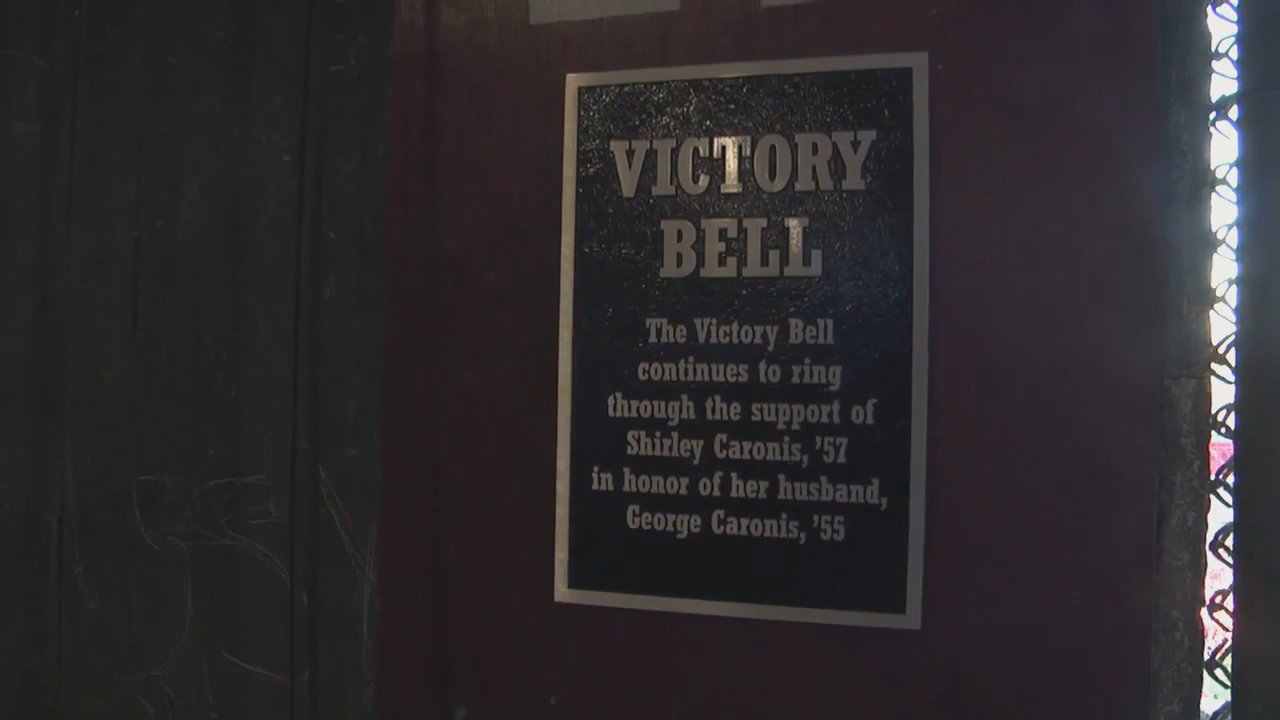 VICTORY
BELL
The Victory Bell
continues to ring
through the support of
Shirley Caronis, '57
in honor of her husband,
George Caronis, '55